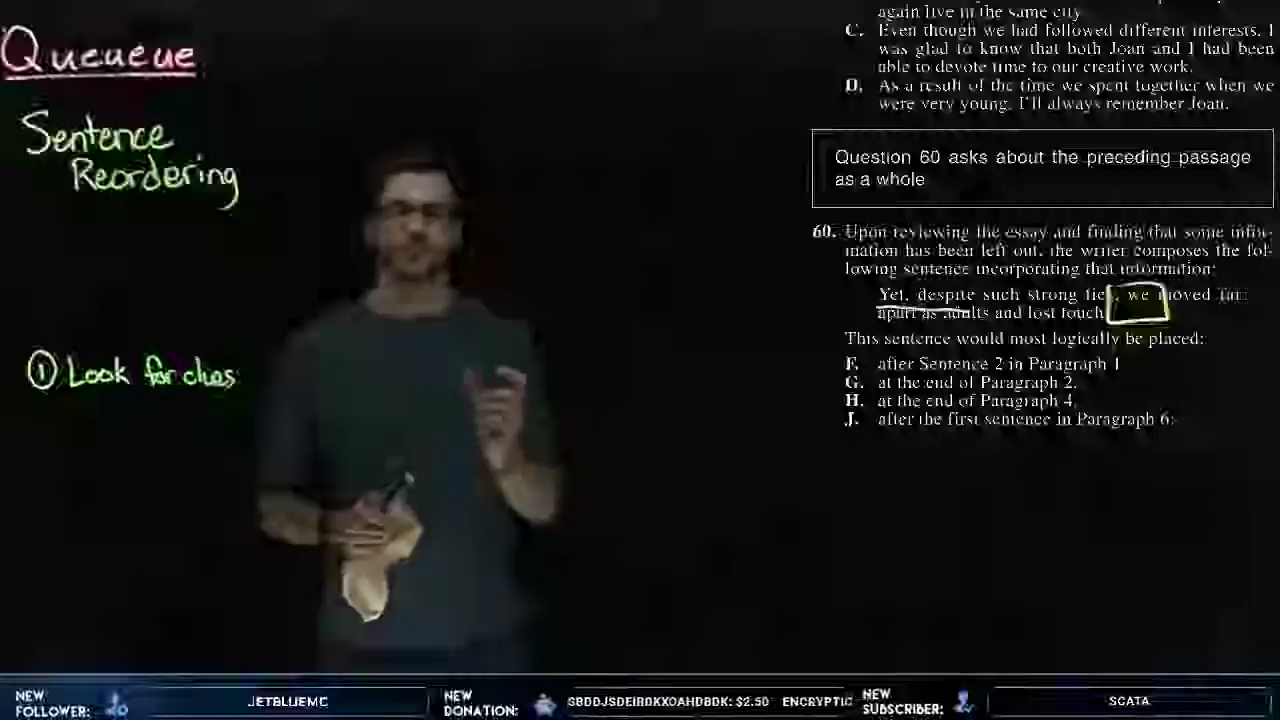 Queueue
Sentence
Reordering
① Look for clues
again live in the same city
C. Even though we had followed different interests, I
was glad to know that both Joan and I had been
able to devote time to our creative work.
D. As a result of the time we spent together when we
were very young, I'll always remember Joan.
Question 60 asks about the preceding passage
as a whole
60. Upon reviewing the essay and finding that some infor-
mation has been left out, the writer composes the fol-
lowing sentence incorporating that information:
Yet, despite such strong ties, we moved far
apart as adults and lost touch
This sentence would most logically be placed:
F. after Sentence 2 in Paragraph 1
G. at the end of Paragraph 2.
H. at the end of Paragraph 4.
J. after the first sentence in Paragraph 6.
NEW FOLLOWER: JETBLUEMC
NEW DONATION: $2.50 ENCRYPTIC
NEW SUBSCRIBER: SCATA